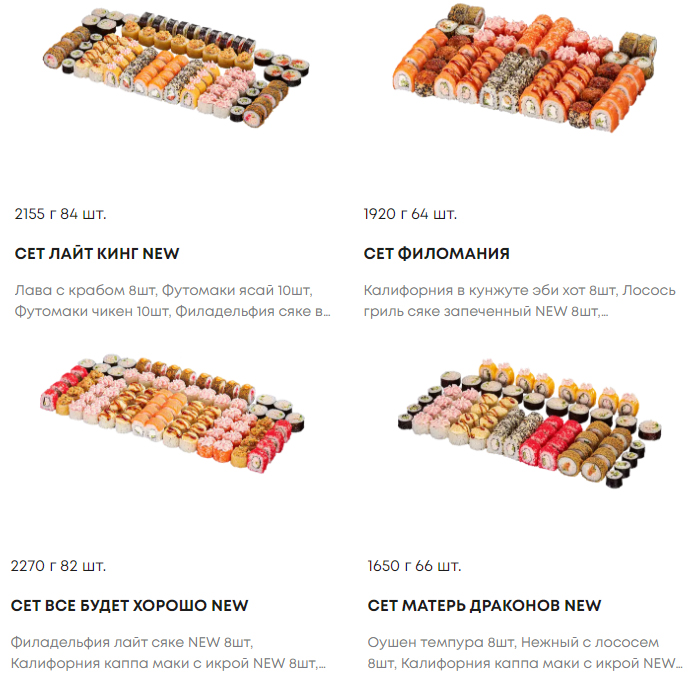 2155 г 84 шт.
СЕТ ЛАЙТ КИНГ NEW
Лава с крабом 8шт, Футомаки ясай 10шт,
Футомаки чикен 10шт, Филадельфия сяке в…
1920 г 64 шт.
СЕТ ФИЛОМАНИЯ
Калифорния в кунжуте эби хот 8шт, Лосось
гриль сяке запеченный NEW 8шт,…
2270 г 82 шт.
СЕТ ВСЕ БУДЕТ ХОРОШО NEW
Филадельфия лайт сяке NEW 8шт,
Калифорния каппа маки с икрой NEW 8шт,…
1650 г 66 шт.
СЕТ МАТЕРЬ ДРАКОНОВ NEW
Оушен темпура 8шт, Нежный с лососем
8шт, Калифорния каппа маки с икрой NEW…